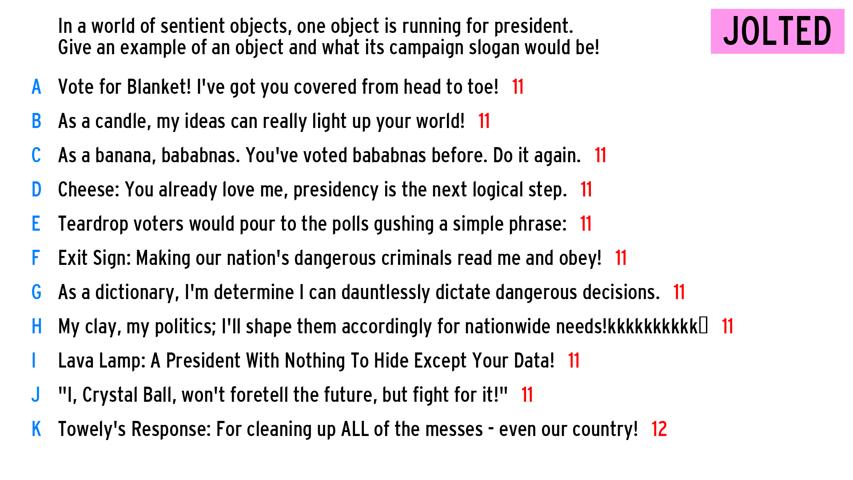 In a world of sentient objects, one object is running for president.
Give an example of an object and what its campaign slogan would be!
JOLTED
A Vote for Blanket! I've got you covered from head to toe! 11
B As a candle, my ideas can really light up your world! 11
C As a banana, bababnas. You've voted bababnas before. Do it again. 11
D Cheese: You already love me, presidency is the next logical step. 11
E Teardrop voters would pour to the polls gushing a simple phrase: 11
F Exit Sign: Making our nation's dangerous criminals read me and obey! 11
G As a dictionary, I'm determine I can dauntlessly dictate dangerous decisions. 11
H My clay, my politics; I'll shape them accordingly for nationwide needs!kkkkkkkkkk▯ 11
I Lava Lamp: A President With Nothing To Hide Except Your Data! 11
J "I, Crystal Ball, won't foretell the future, but fight for it!" 11
K Towely's Response: For cleaning up ALL of the messes - even our country! 12